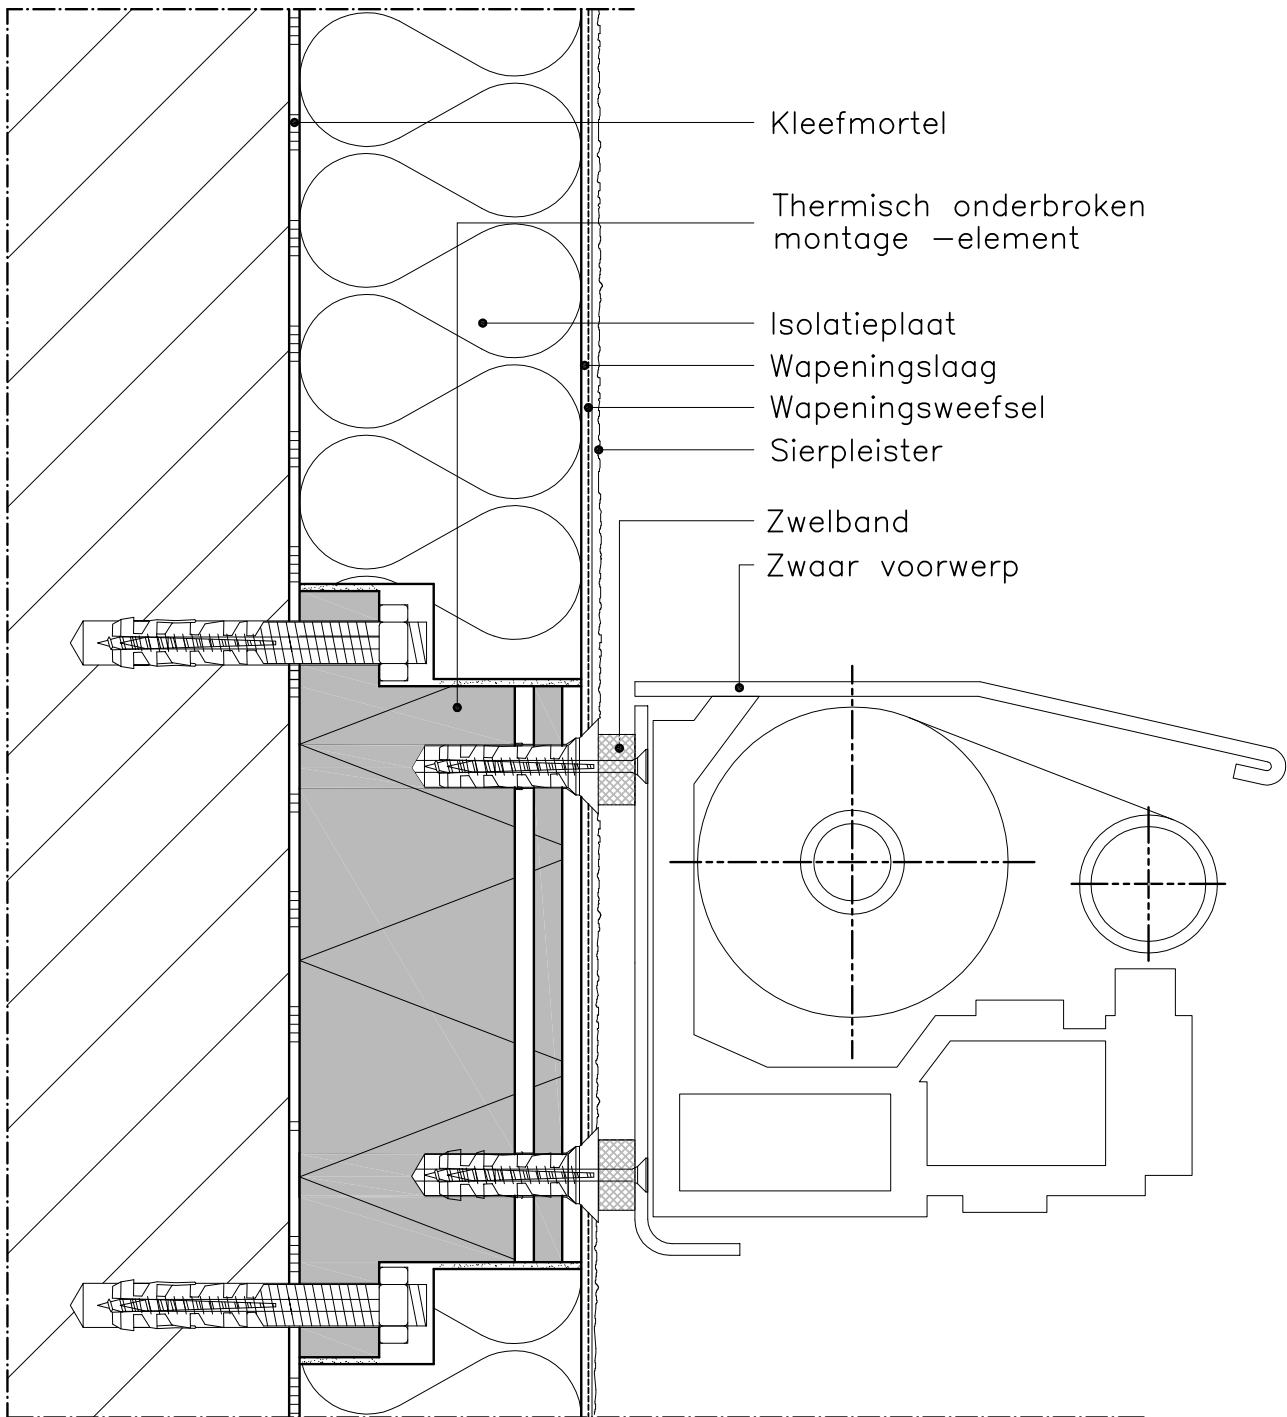 Kleefmortel
Thermisch onderbroken
montage –element
Isolatieplaat
Wapeningslaag
Wapeningsweefsel
Sierpleister
Zwelband
Zwaar voorwerp